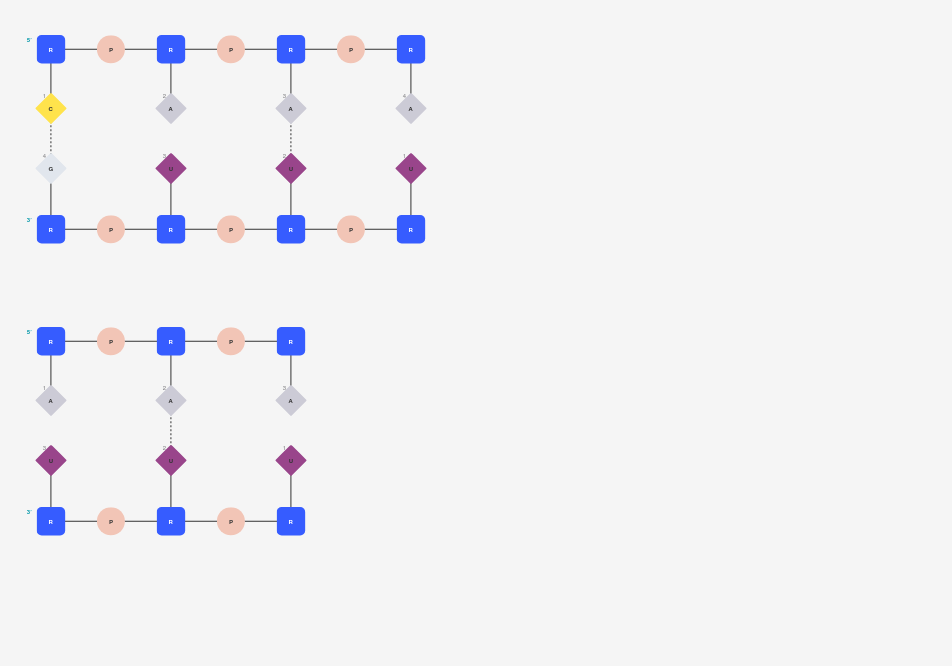 5'
R P R P R P R
1 2 3 4
C A A A
4 3 2 1
G U U U
3'
R P R P R P R
5'
R P R P R
1 2 3
A A A
3 2 1
U U U
3'
R P R P R